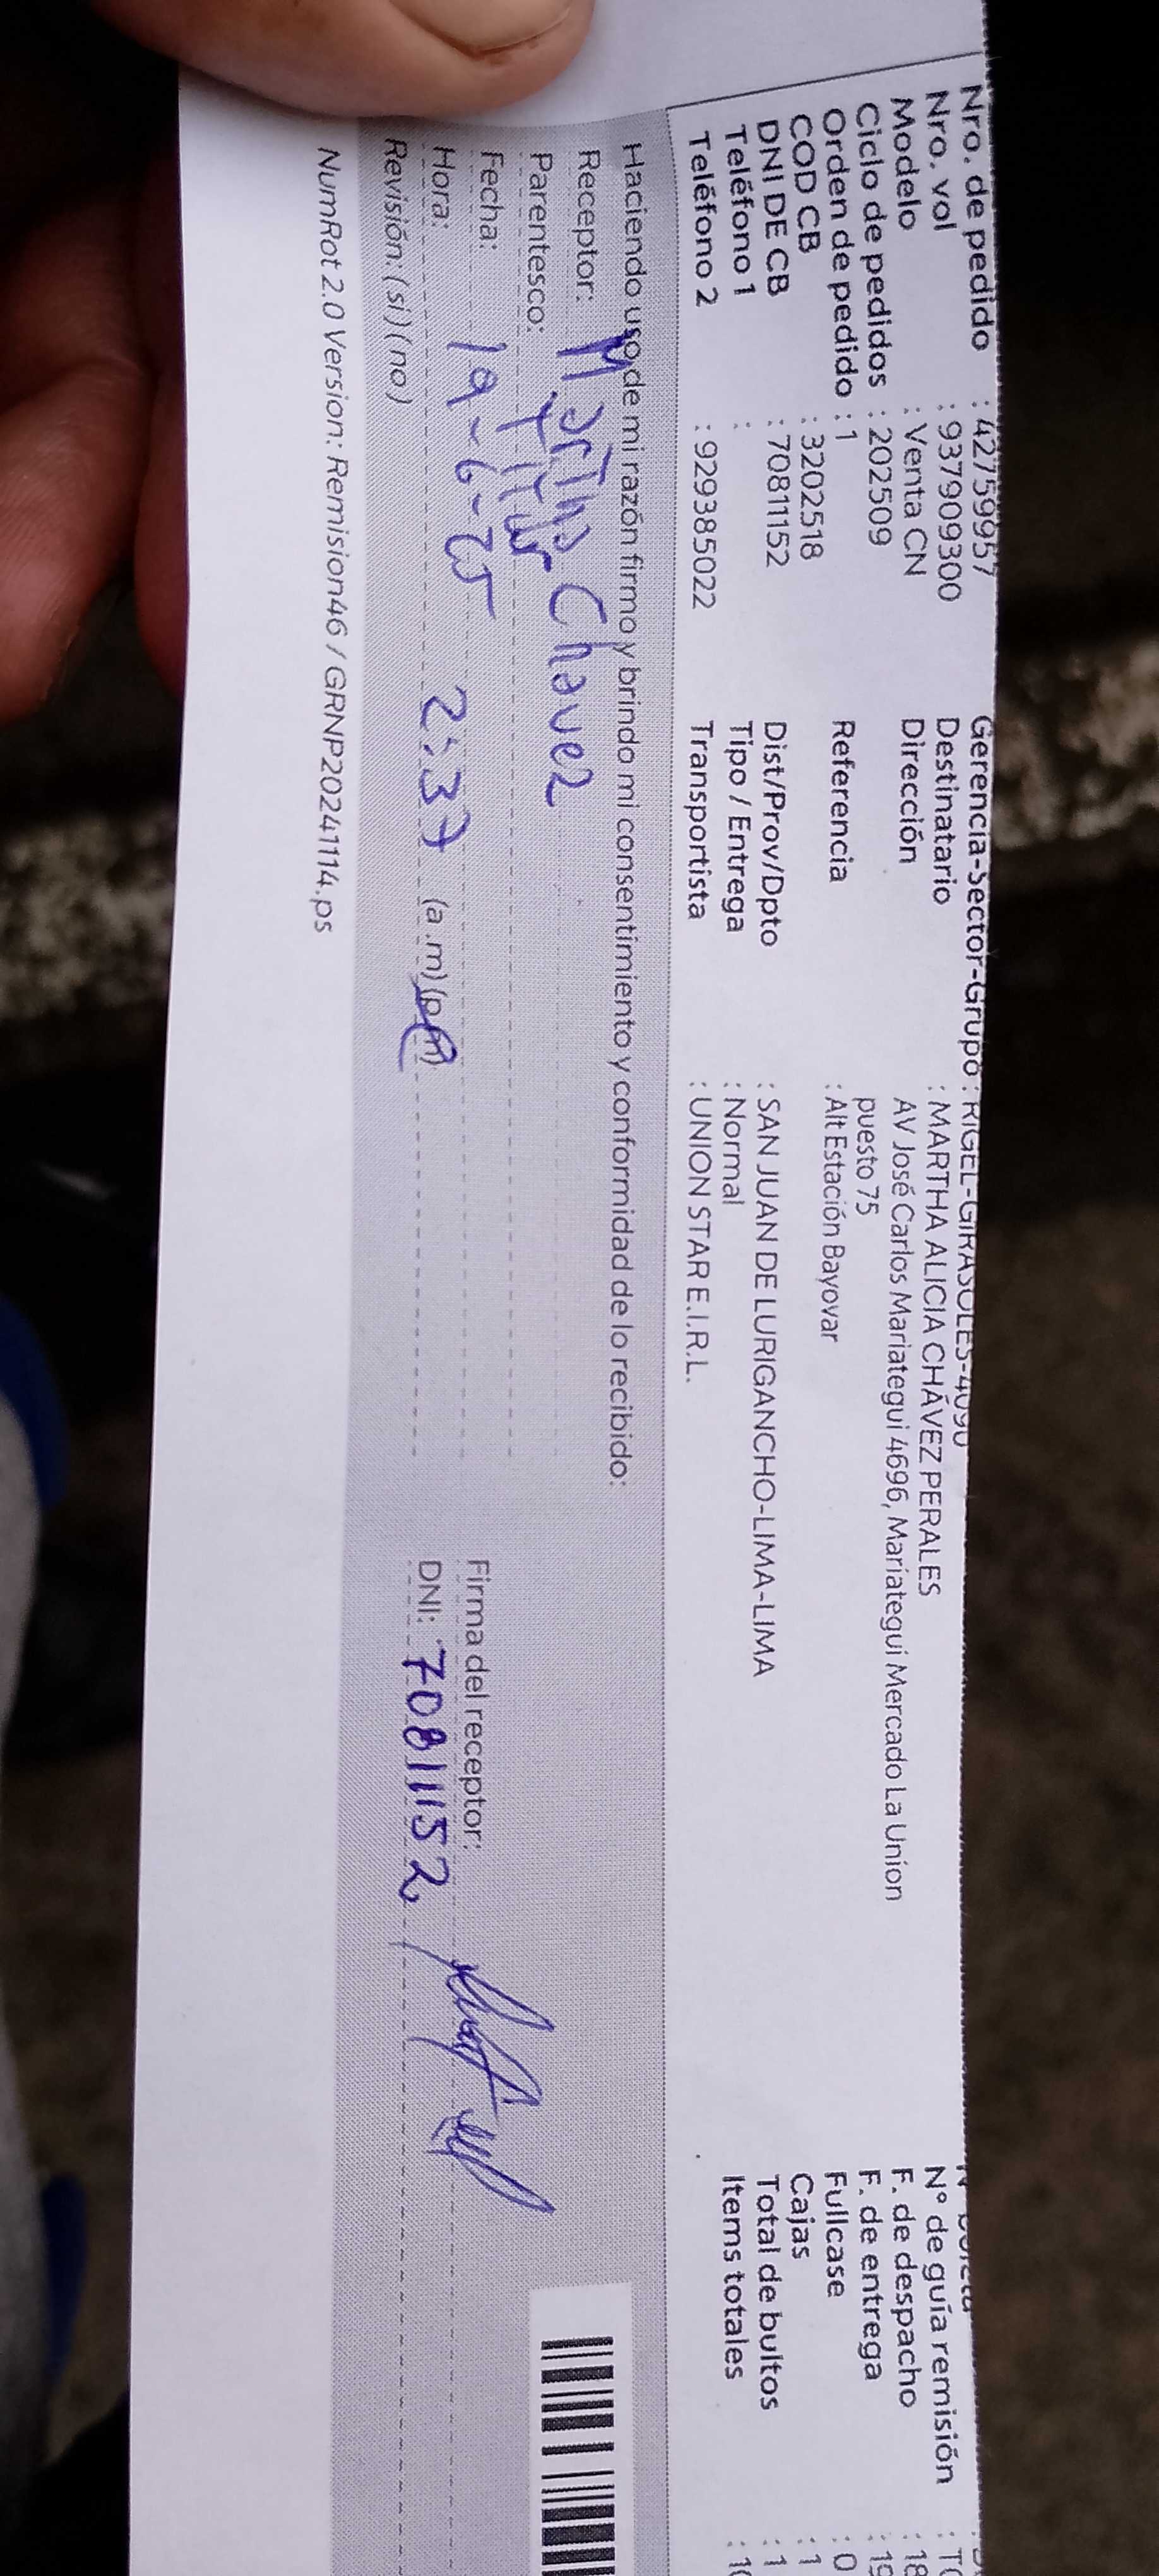 Nro. de pedido : 42759957
Nro. vol : 937909300
Modelo : Venta CN
Ciclo de pedidos : 202509
Orden de pedido : 1
COD CB : 3202518
DNI DE CB : 70811152
Teléfono 1 :
Teléfono 2 : 929385022
Gerencia-Sector-Grupo : RIGEL-GIRASOLES-4090
Destinatario : MARTHA ALICIA CHÁVEZ PERALES
Dirección AV José Carlos Mariategui 4696, Mariategui Mercado La Union
puesto 75
Referencia : Alt Estación Bayovar
Dist/Prov/Dpto : SAN JUAN DE LURIGANCHO-LIMA-LIMA
Tipo / Entrega : Normal
Transportista : UNION STAR E.I.R.L.
N° de guía remisión : T
F. de despacho : 18
F. de entrega : 19
Fullcase : 0
Cajas : 1
Total de bultos : 1
Items totales :
Haciendo uso de mi razón firmo y brindo mi consentimiento y conformidad de lo recibido:
Receptor: Martha Chavez
Parentesco: Titular
Fecha: 19-6-25
Hora: 2:37 (a.m)(p.m)
Revisión: (si)(no)
Firma del receptor:
DNI: 70811152
NumRot 2.0 Version: Remision46 / GRNP20241114.ps